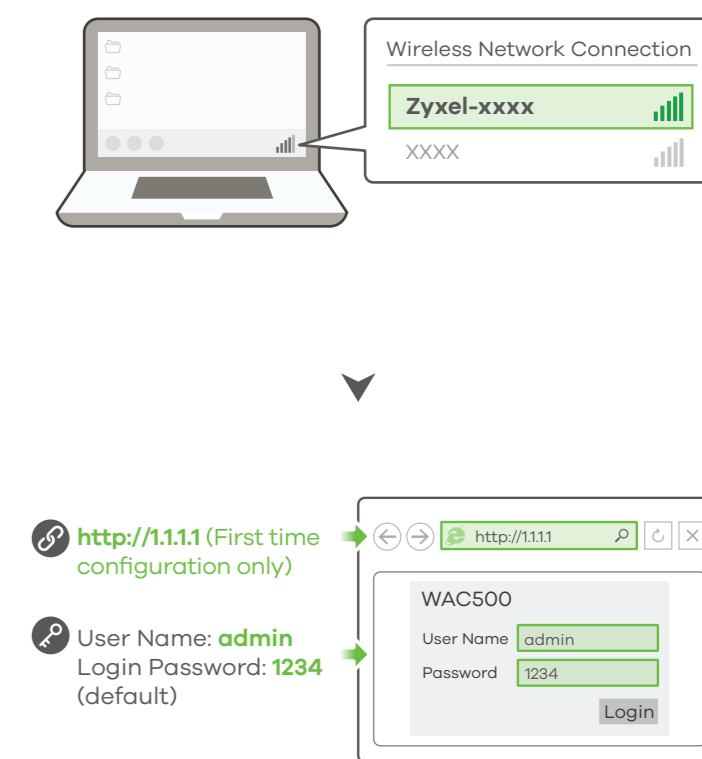 Wireless Network Connection
Zyxel-xxxx
XXXX
http://1.1.1.1 (First time
configuration only)
http://1.1.1.1
User Name: admin
Login Password: 1234
(default)
WAC500
User Name admin
Password 1234
Login